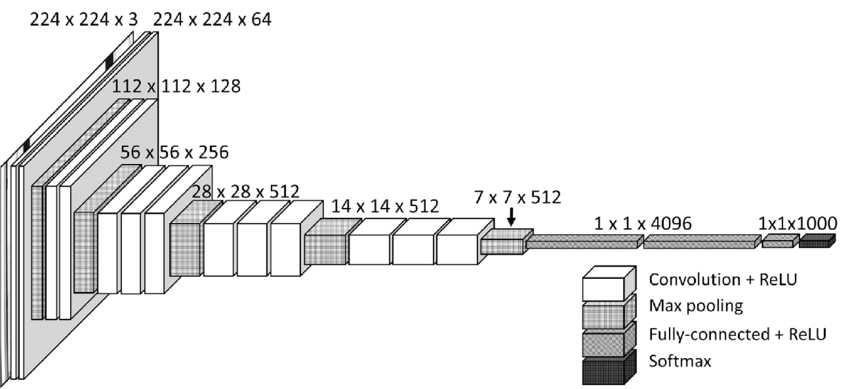 224 x 224 x 3 224 x 224 x 64
112 x 112 x 128
56 x 56 x 256
28 x 28 x 512
14 x 14 x 512
7 x 7 x 512
1 x 1 x 4096
1x1x1000
Convolution + ReLU
Max pooling
Fully-connected + ReLU
Softmax